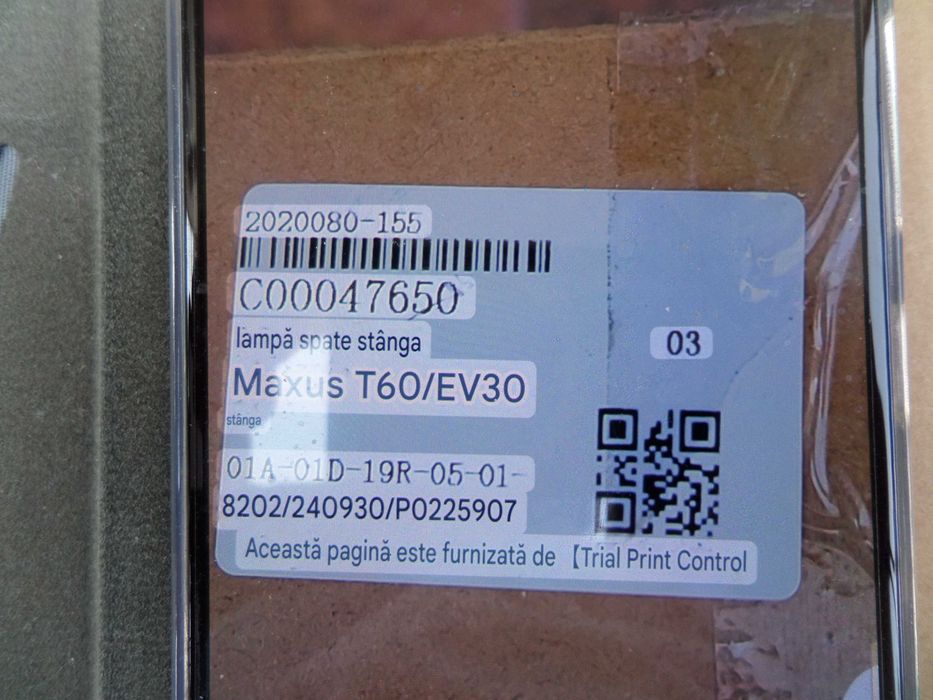 2020080-155
C00047650
lampă spate stânga
03
Maxus T60/EV30
stânga
01A-01D-19R-05-01-
8202/240930/P0225907
Această pagină este furnizată de 【Trial Print Control